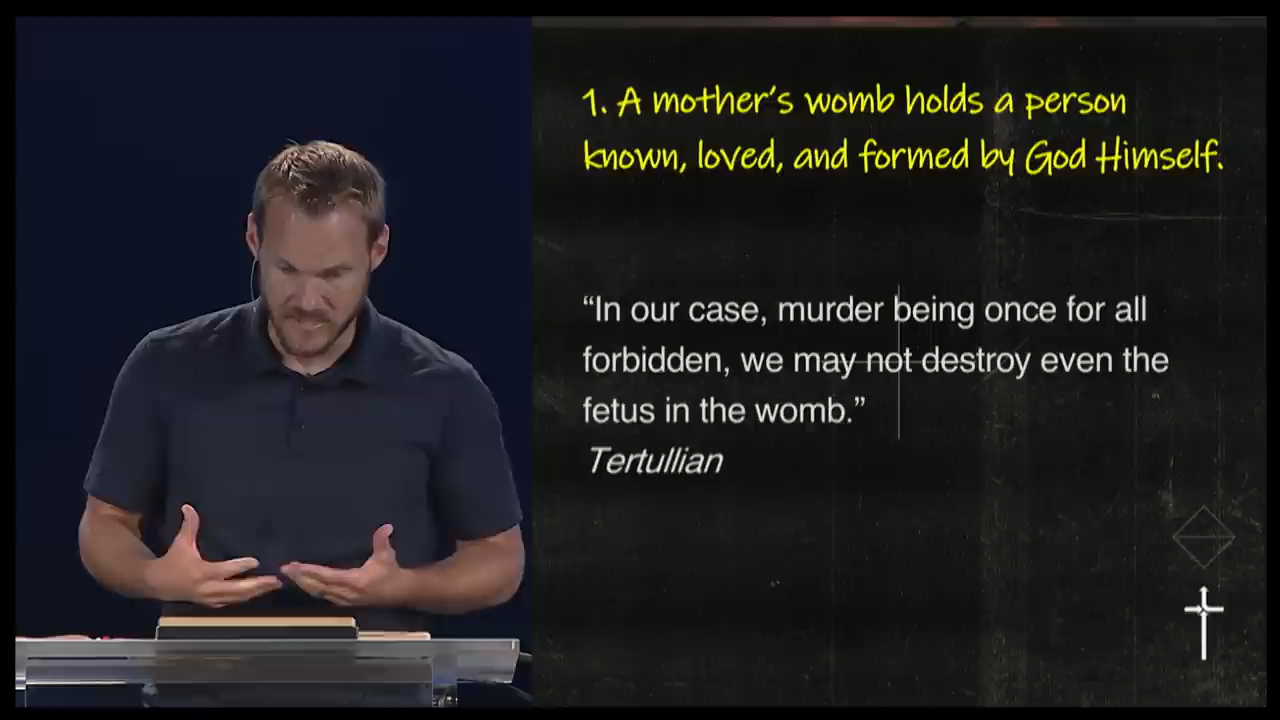 1. A mother's womb holds a person
known, loved, and formed by God Himself.
“In our case, murder being once for all
forbidden, we may not destroy even the
fetus in the womb.”
Tertullian